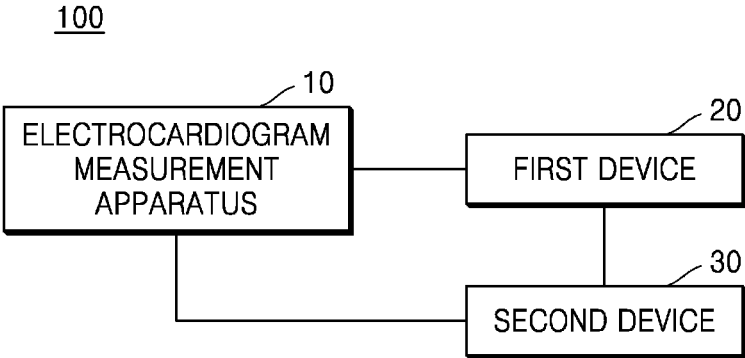 100
10
ELECTROCARDIOGRAM
MEASUREMENT
APPARATUS
20
FIRST DEVICE
30
SECOND DEVICE